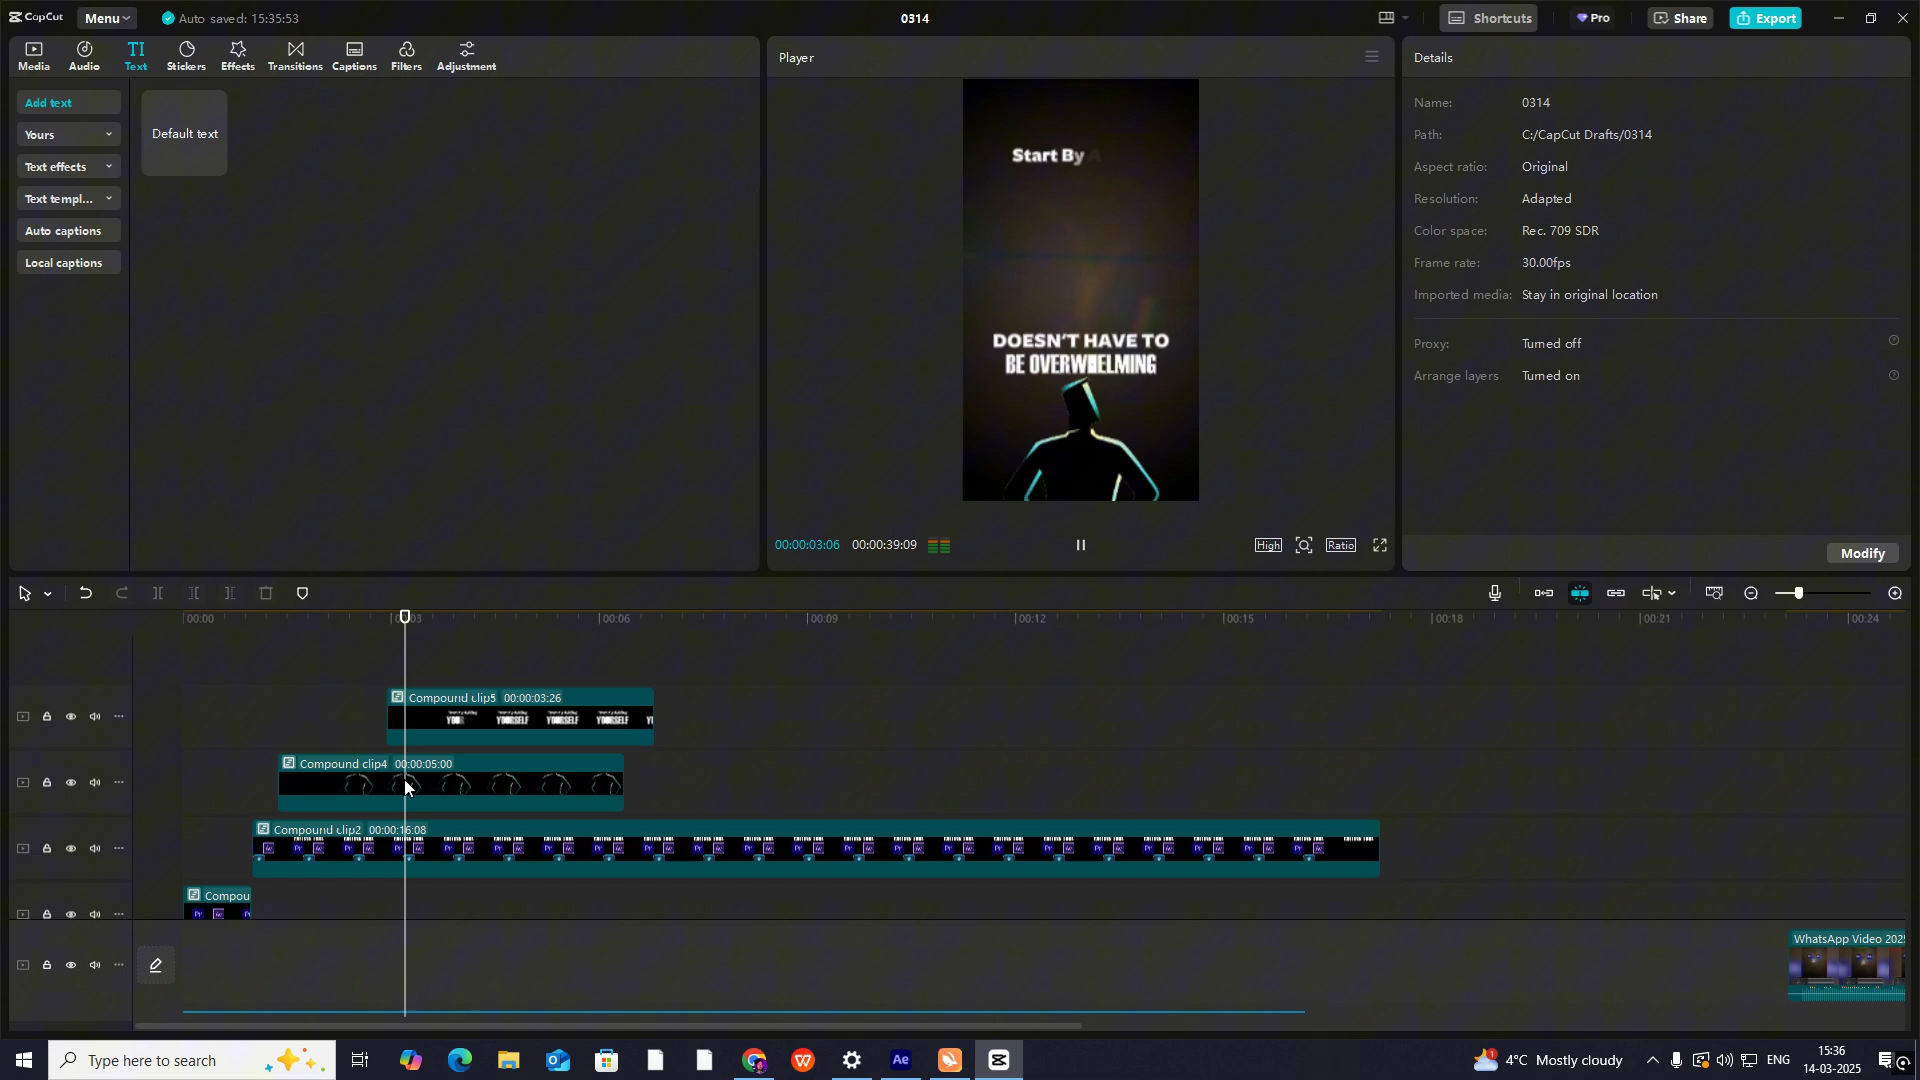 CapCut
Menu
Auto saved: 15:35:53
0314
Shortcuts
Pro
Share
Export
Media
Audio
TI
Text
Stickers
Effects
Transitions
Captions
Filters
Adjustment
Player
Details
Add text
Yours
Text effects
Text templ...
Auto captions
Local captions
Default text
Start By A
DOESN'T HAVE TO
BE OVERWHELMING
Name: 0314
Path: C:/CapCut Drafts/0314
Aspect ratio: Original
Resolution: Adapted
Color space: Rec. 709 SDR
Frame rate: 30.00fps
Imported media: Stay in original location
Proxy: Turned off
Arrange layers Turned on
Modify
00:00:03:06 00:00:39:09
High
Ratio
00:00
00:03
00:06
00:09
00:12
00:15
00:18
00:21
00:24
Compound clip5 00:00:03:26
YOURSELF YOURSELF YOURSELF
Compound clip4 00:00:05:00
Compound clip2 00:00:16:08
Compou
WhatsApp Video 202
Type here to search
Ae
4°C Mostly cloudy
ENG
15:36
14-03-2025